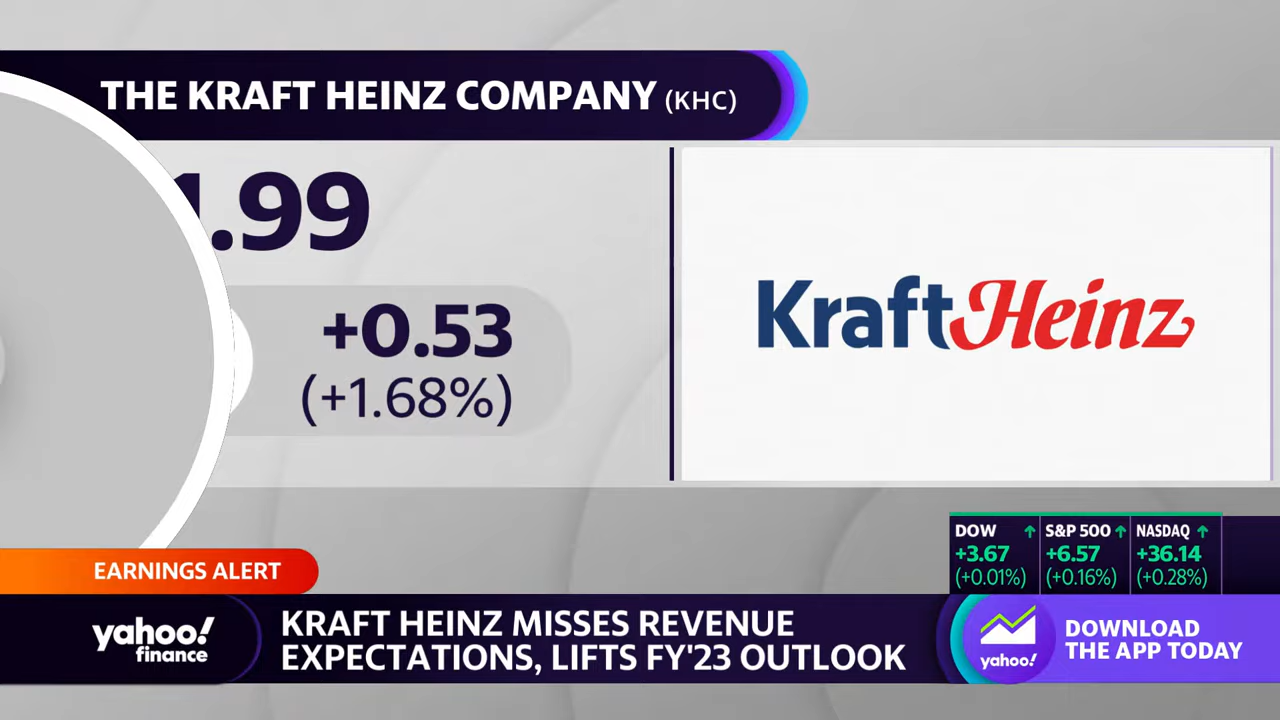 THE KRAFT HEINZ COMPANY (KHC)
.99
+0.53
(+1.68%)
KraftHeinz
DOW
+3.67
(+0.01%)
S&P 500
+6.57
(+0.16%)
NASDAQ
+36.14
(+0.28%)
EARNINGS ALERT
yahoo!
finance
KRAFT HEINZ MISSES REVENUE
EXPECTATIONS, LIFTS FY'23 OUTLOOK
yahoo!
DOWNLOAD
THE APP TODAY